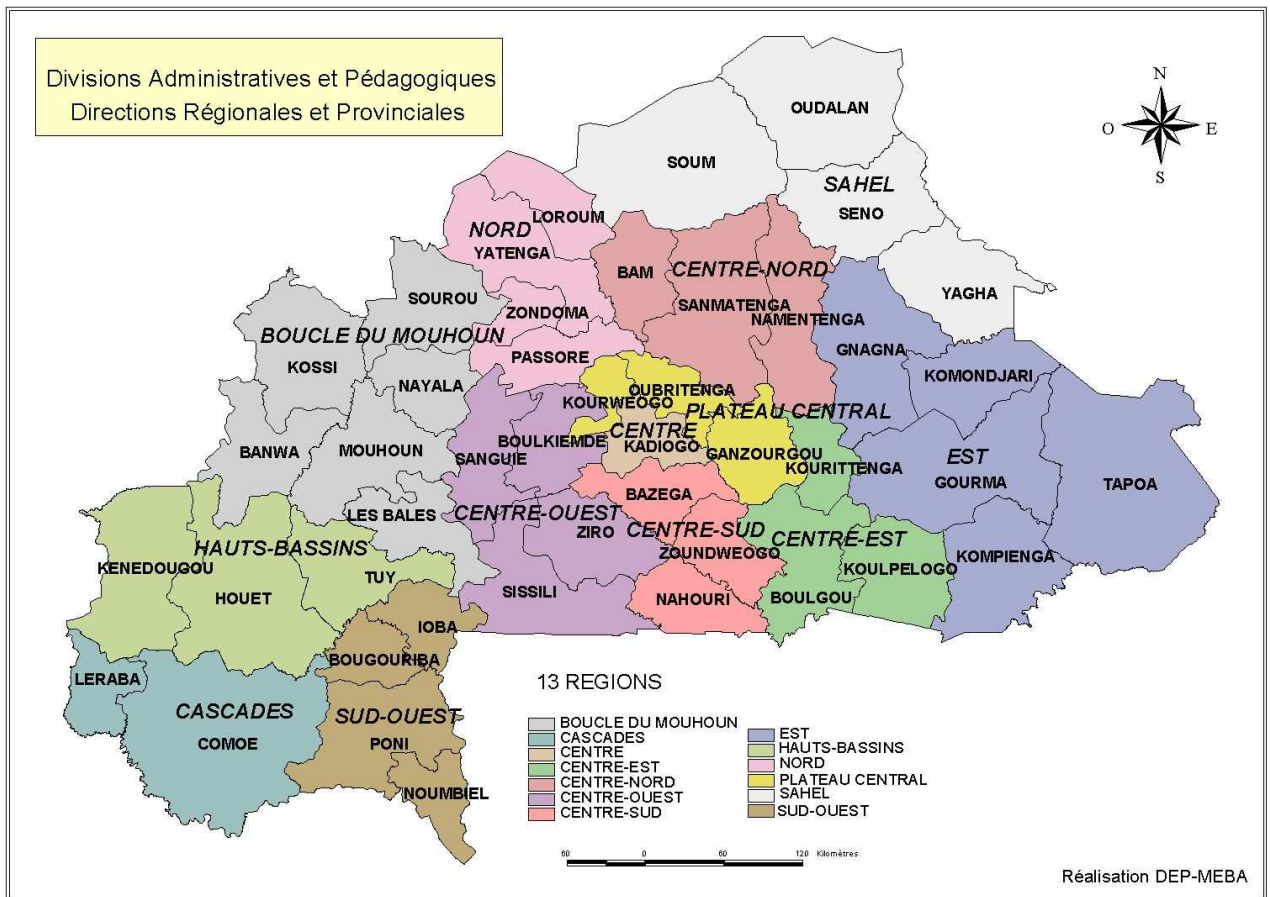 Divisions Administratives et Pédagogiques
Directions Régionales et Provinciales
N
O
E
S
OUDALAN
SOUM
SAHEL
SENO
LOROUM
NORD
YATENGA
BAM
CENTRE-NORD
YAGHA
SOUROU
ZONDOMA
SANMATENGA
NAMENTENGA
BOUCLE DU MOUHOUN
KOSSI
PASSORE
GNAGNA
KOMONDJARI
NAYALA
OUBRITENGA
KOURWEOGO
PLATEAU CENTRAL
CENTRE
BANWA
MOUHOUN
BOULKIEMDE
SANGUIE
KADIOGO
GANZOURGOU
KOURITTENGA
EST
GOURMA
TAPOA
BAZEGA
LES BALES
CENTRE-OUEST
ZIRO
CENTRE-SUD
ZOUNDWEOGO
CENTRE-EST
HAUTS-BASSINS
KENEDOUGOU
TUY
HOUET
KOULPELOGO
KOMPIENGA
SISSILI
NAHOURI
BOULGOU
IOBA
BOUGOURIBA
LERABA
CASCADES
COMOE
SUD-OUEST
PONI
NOUMBIEL
13 REGIONS
BOUCLE DU MOUHOUN
CASCADES
CENTRE
CENTRE-EST
CENTRE-NORD
CENTRE-OUEST
CENTRE-SUD
EST
HAUTS-BASSINS
NORD
PLATEAU CENTRAL
SAHEL
SUD-OUEST
60 0 60 120 Kilomètres
Réalisation DEP-MEBA